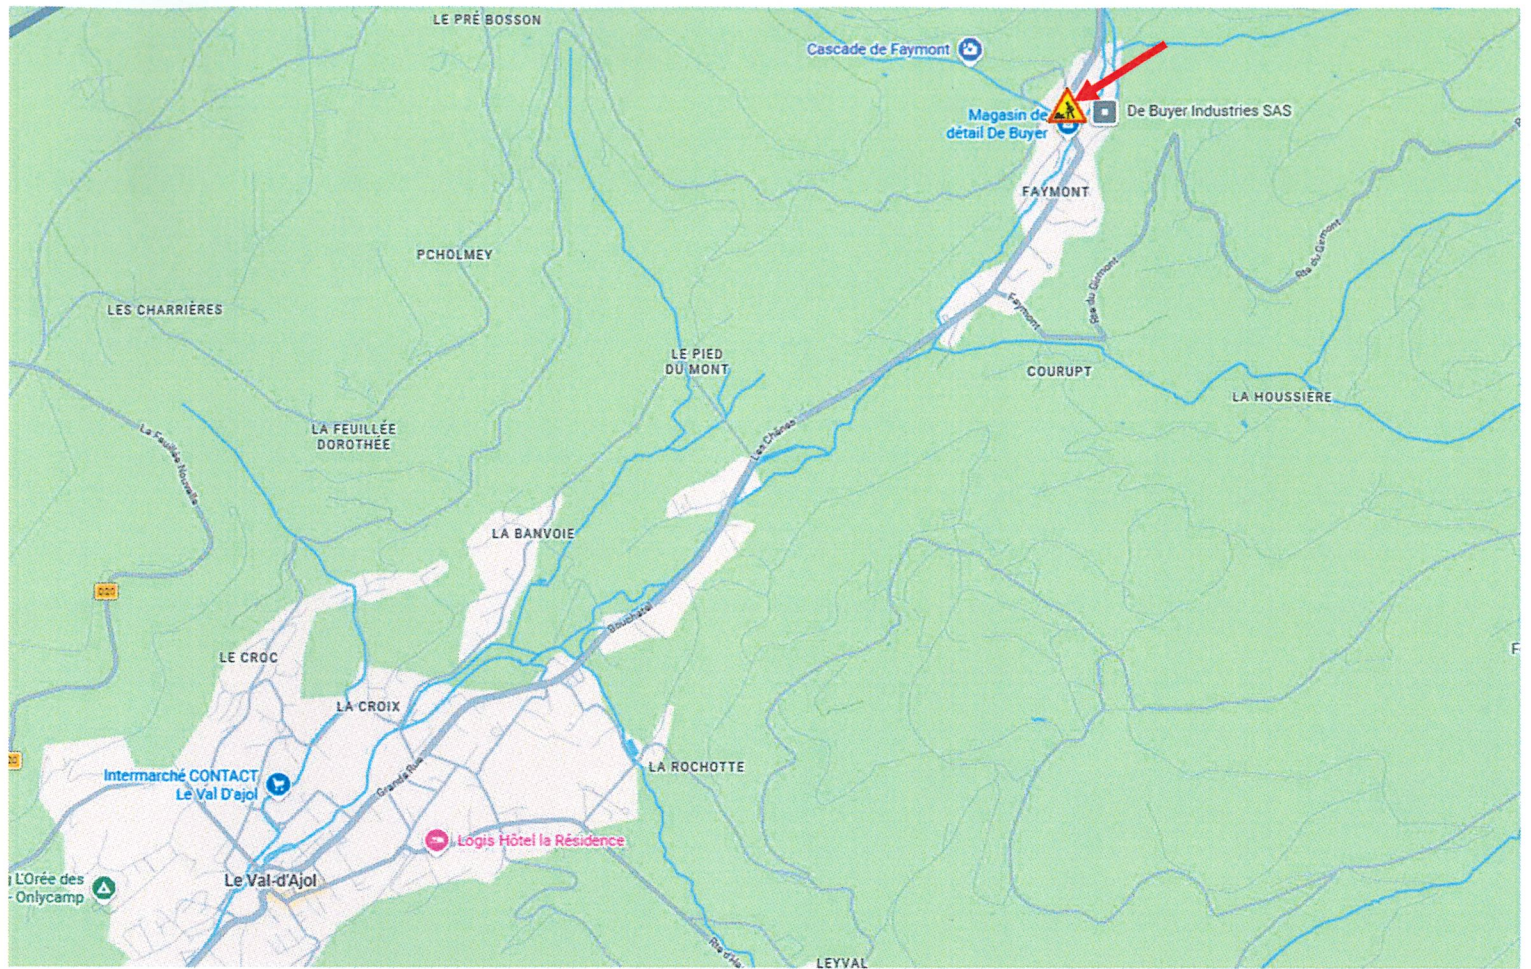 LE PRÉ BOSSON
Cascade de Faymont
Magasin de
détail De Buyer
De Buyer Industries SAS
FAYMONT
PCHOLMEY
Rte du Girmont
Rte du Girmont
LES CHARRIÈRES
Faymont
LE PIED
DU MONT
COURUPT
LA HOUSSIÈRE
LA FEUILLÉE
DOROTHÉE
La Feuillée Nouvelle
Les Chênes
LA BANVOIE
Bouchatel
LE CROC
LA CROIX
LA ROCHOTTE
Intermarché CONTACT
Le Val D'ajol
Grande Rue
Logis Hôtel la Résidence
Le Val-d'Ajol
L'Orée des
- Onlycamp
LEYVAL